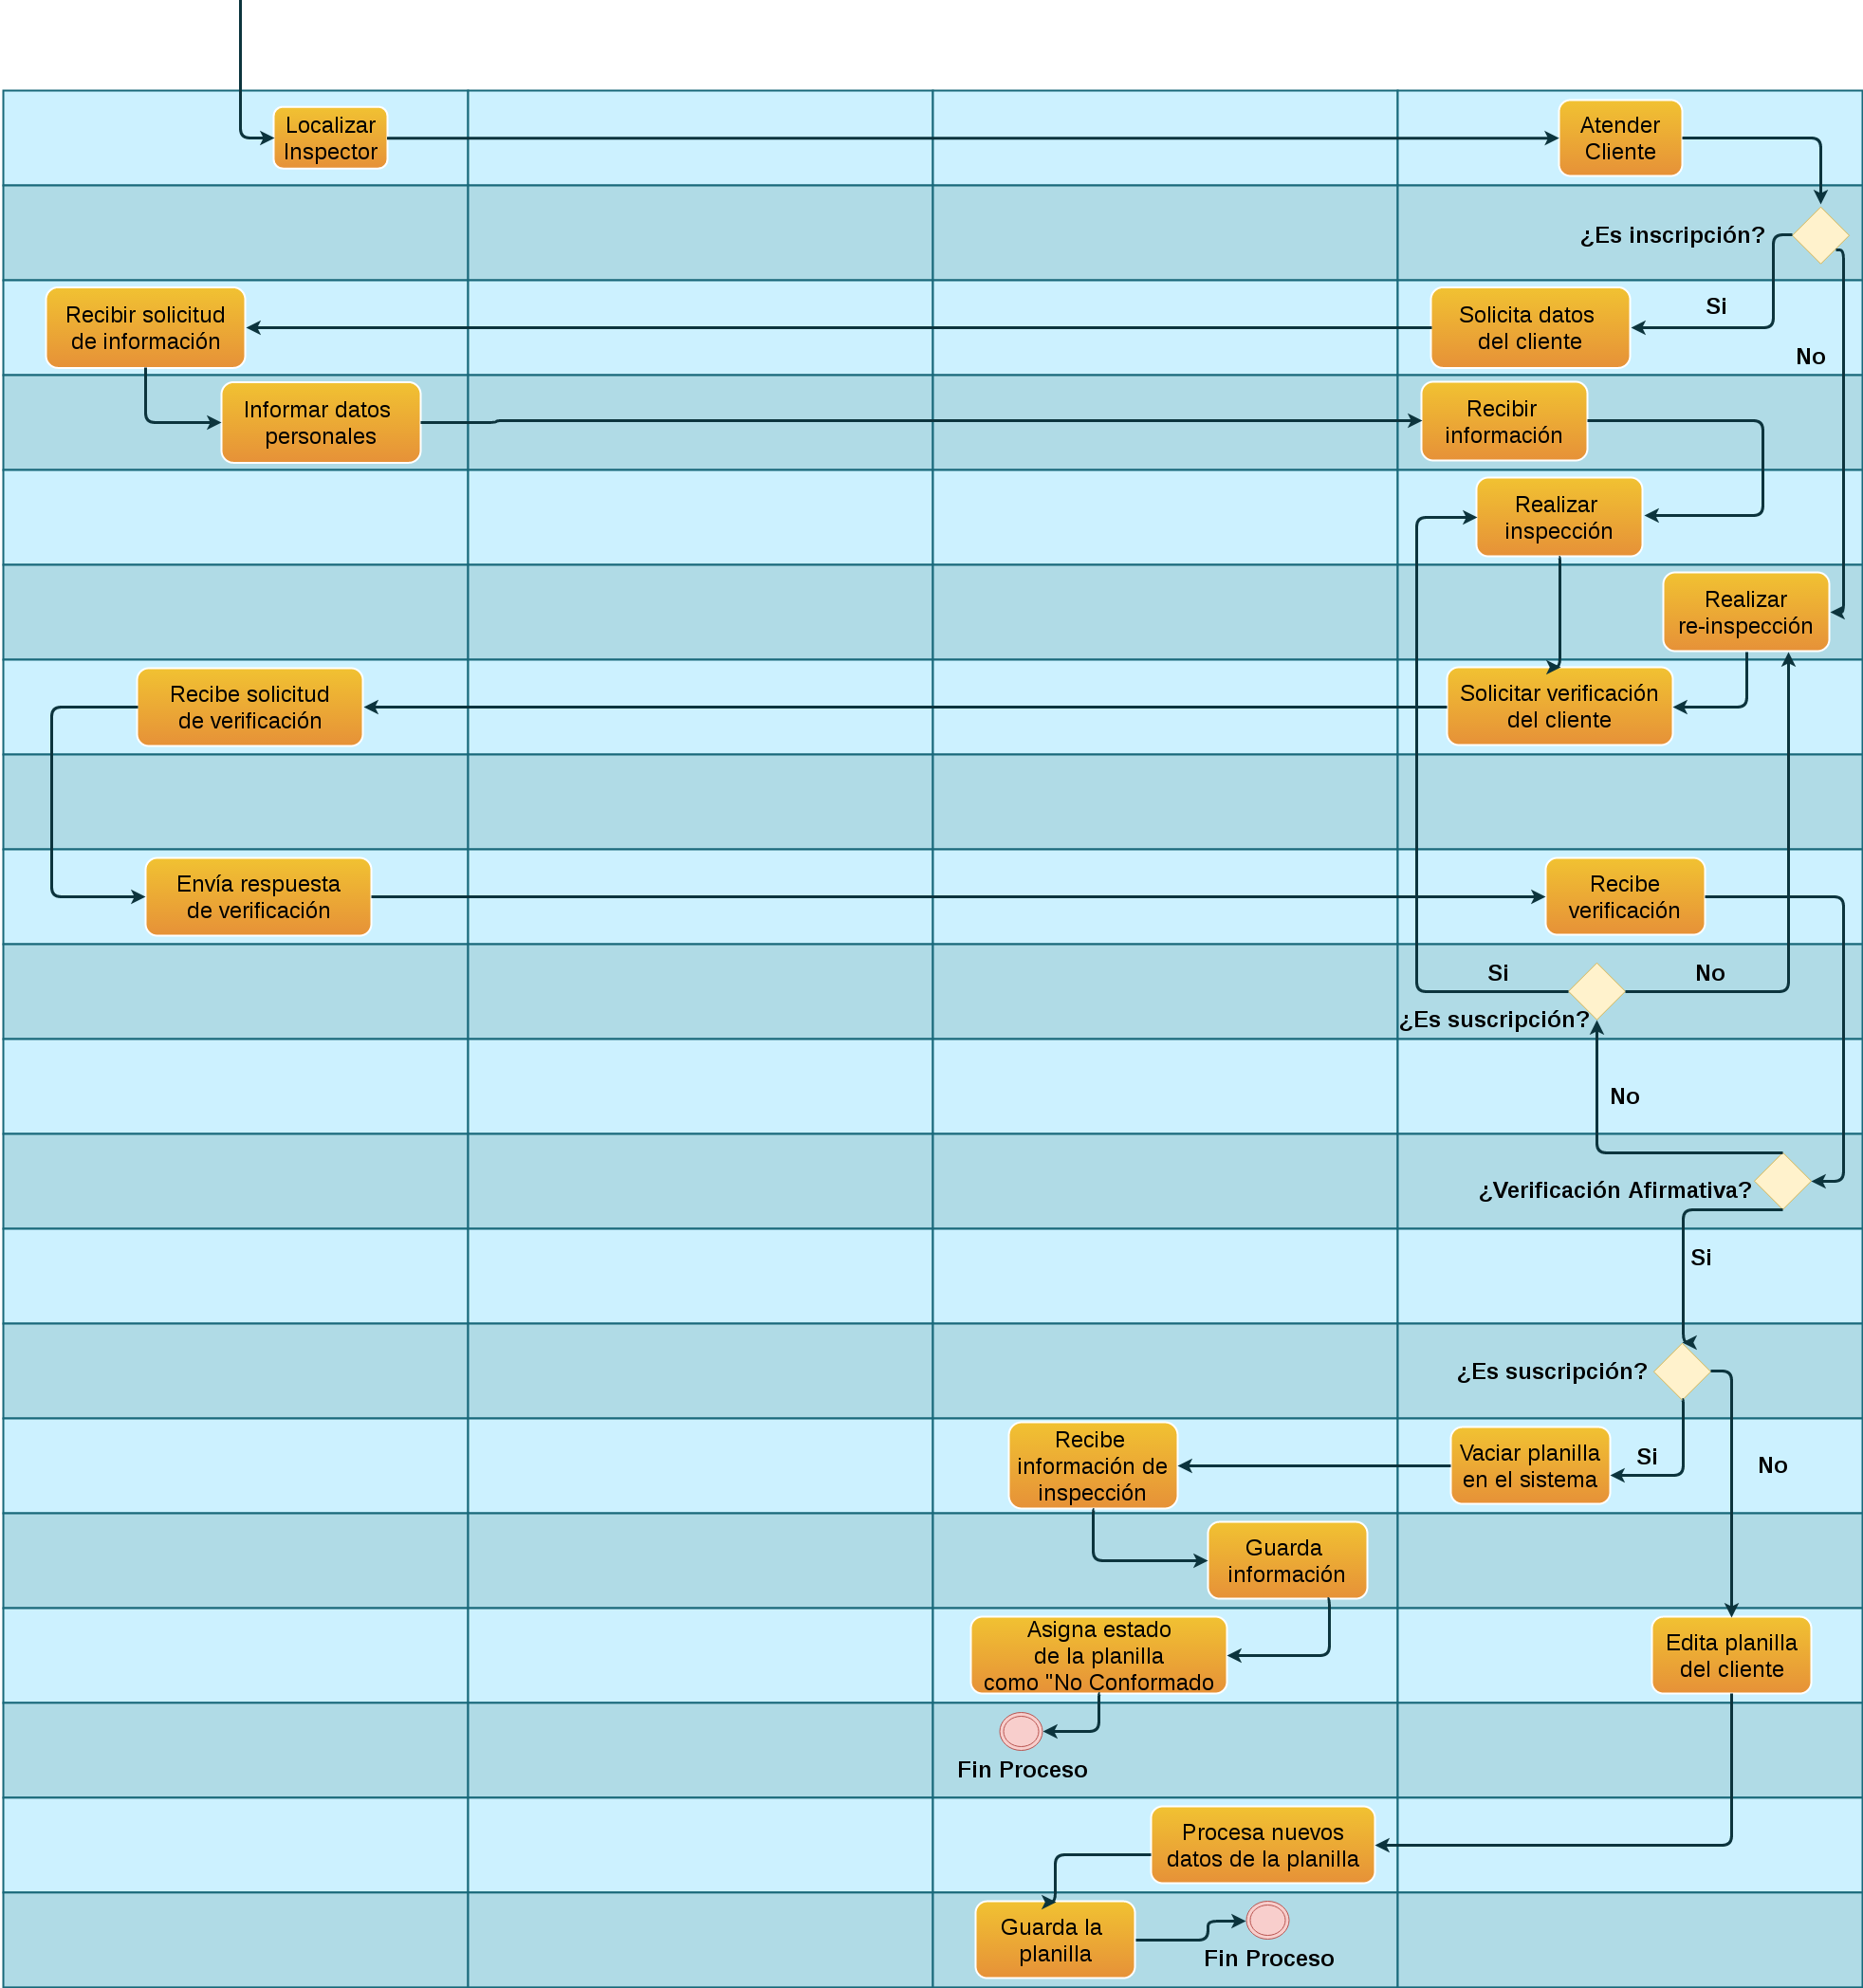 Localizar
Inspector
Atender
Cliente
¿Es inscripción?
Recibir solicitud
de información
Solicita datos
del cliente
Si
No
Informar datos
personales
Recibir
información
Realizar
inspección
Realizar
re-inspección
Recibe solicitud
de verificación
Solicitar verificación
del cliente
Envía respuesta
de verificación
Recibe
verificación
Si
No
¿Es suscripción?
No
¿Verificación Afirmativa?
Si
¿Es suscripción?
Recibe
información de
inspección
Vaciar planilla
en el sistema
Si
No
Guarda
información
Asigna estado
de la planilla
como "No Conformado
Edita planilla
del cliente
Fin Proceso
Procesa nuevos
datos de la planilla
Guarda la
planilla
Fin Proceso